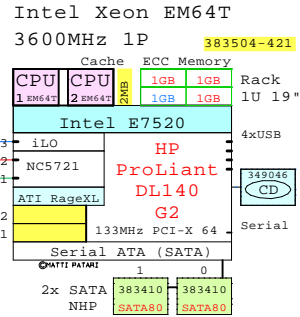 Intel Xeon EM64T
3600MHz 1P
383504-421
Cache ECC Memory
CPU CPU 2MB 1GB 1GB Rack
1 EM64T 2 EM64T 1GB 1GB 1U 19"
Intel E7520
4xUSB
3 iLO HP
2 NC5721 ProLiant
1 DL140
349046
CD
ATI RageXL G2
2
1 133MHz PCI-X 64 Serial
Serial ATA (SATA)
©MATTI PATARI 1 0
2x SATA 383410 383410
NHP SATA80 SATA80